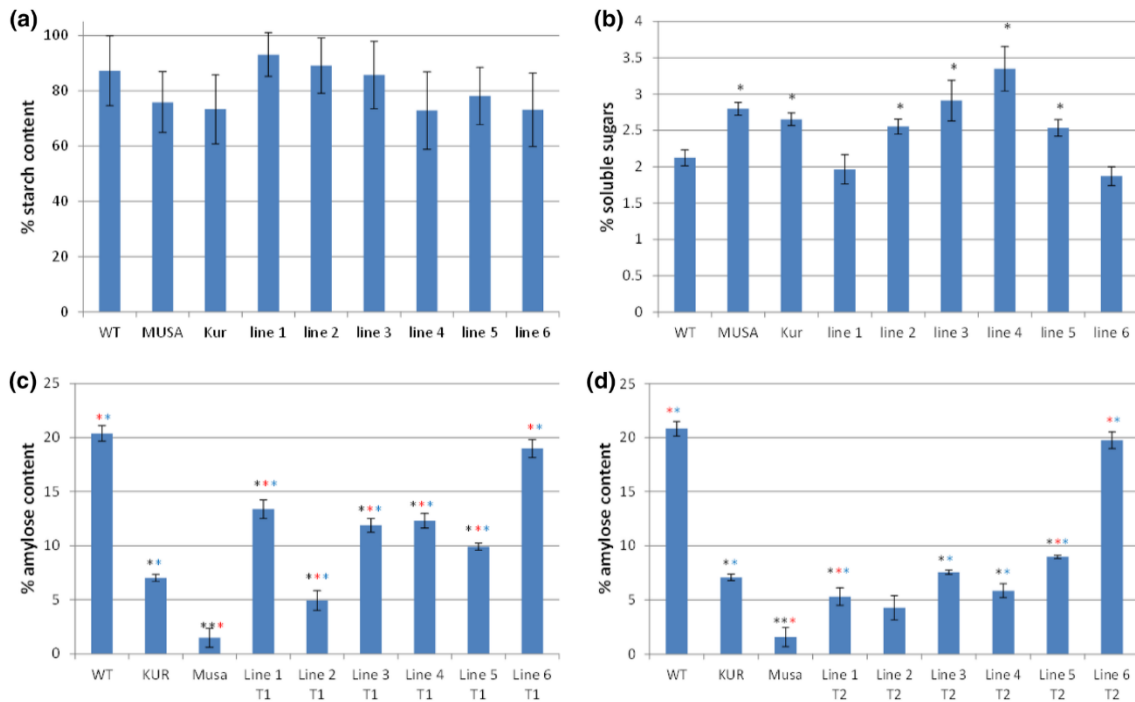 (a)
% starch content
100
80
60
40
20
0
WT MUSA Kur line 1 line 2 line 3 line 4 line 5 line 6
(b)
% soluble sugars
4
3.5
3
2.5
2
1.5
1
0.5
0
* * * * * *
WT MUSA Kur line 1 line 2 line 3 line 4 line 5 line 6
(c)
% amylose content
25
20
15
10
5
0
** ** *** *** *** *** *** *** **
WT KUR Musa Line 1 Line 2 Line 3 Line 4 Line 5 Line 6
T1 T1 T1 T1 T1 T1
(d)
% amylose content
25
20
15
10
5
0
** ** *** *** ** ** *** **
WT KUR Musa Line 1 Line 2 Line 3 Line 4 Line 5 Line 6
T2 T2 T2 T2 T2 T2